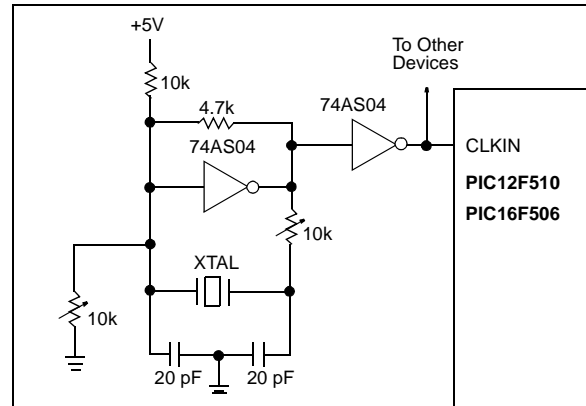 +5V
To Other
Devices
10k
4.7k
74AS04
74AS04
CLKIN
PIC12F510
PIC16F506
10k
XTAL
10k
20 pF
20 pF